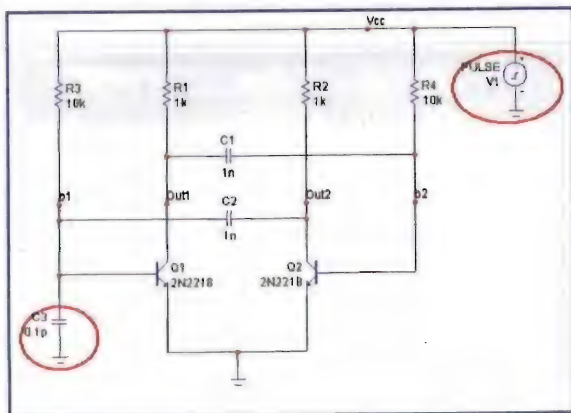 Vcc
PULSE
V1
R3
10k
R1
1k
R2
1k
R4
10k
C1
1n
b1
Out1
C2
1n
Out2
b2
Q1
2N2218
Q2
2N2218
C3
0.1p